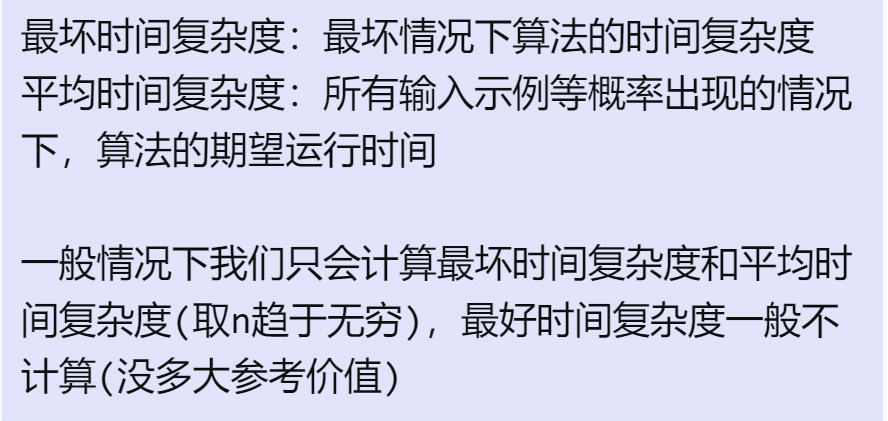 最坏时间复杂度：最坏情况下算法的时间复杂度
平均时间复杂度：所有输入示例等概率出现的情况
下，算法的期望运行时间
一般情况下我们只会计算最坏时间复杂度和平均时
间复杂度(取n趋于无穷)，最好时间复杂度一般不
计算(没多大参考价值)